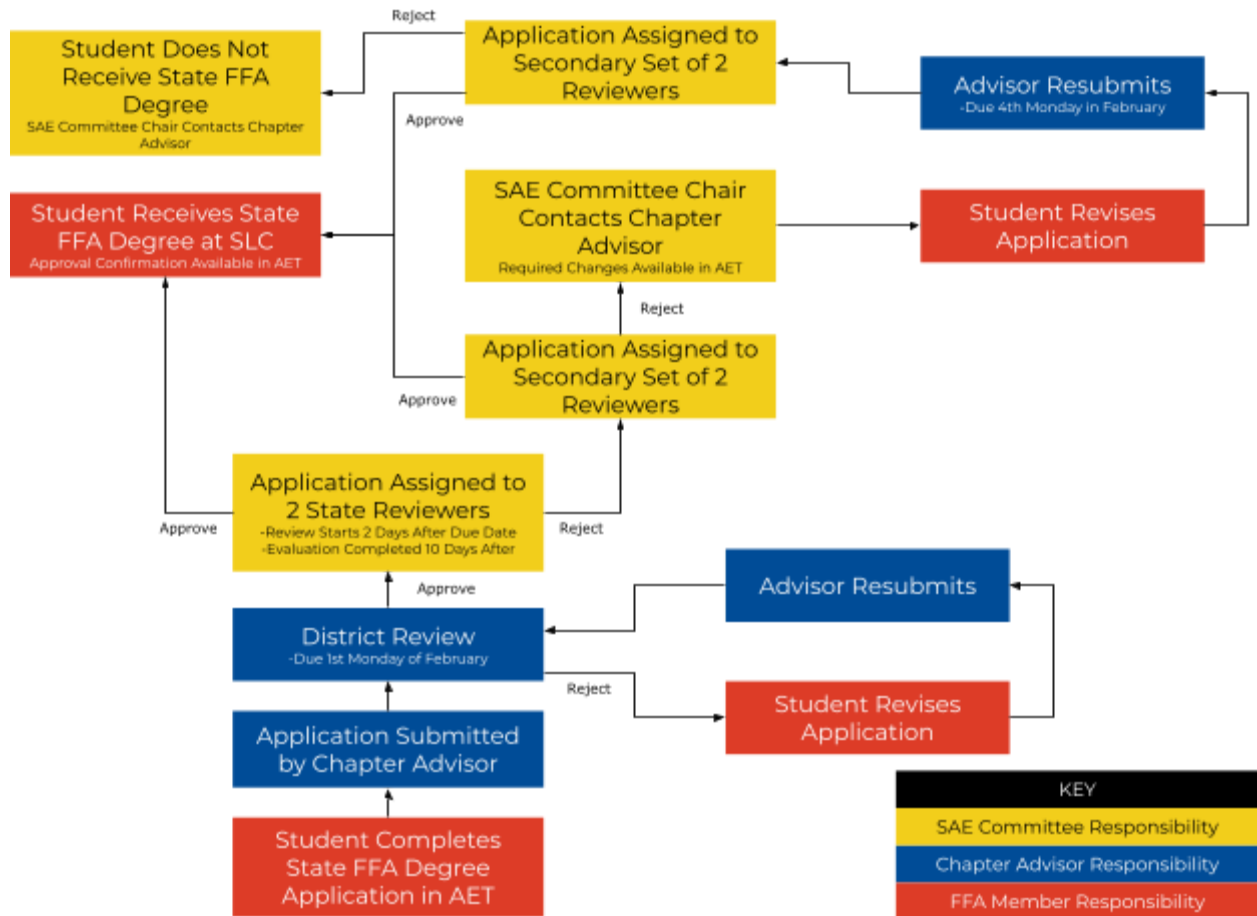 Reject
Student Does Not
Receive State FFA
Degree
SAE Committee Chair Contacts Chapter
Advisor
Application Assigned to
Secondary Set of 2
Reviewers
Advisor Resubmits
-Due 4th Monday in February
Approve
Student Receives State
FFA Degree at SLC
Approval Confirmation Available in AET
SAE Committee Chair
Contacts Chapter
Advisor
Required Changes Available in AET
Student Revises
Application
Reject
Application Assigned to
Secondary Set of 2
Reviewers
Approve
Application Assigned to
2 State Reviewers
-Review Starts 2 Days After Due Date
-Evaluation Completed 10 Days After
Approve
Reject
Approve
Advisor Resubmits
District Review
-Due 1st Monday of February
Reject
Student Revises
Application
Application Submitted
by Chapter Advisor
Student Completes
State FFA Degree
Application in AET
KEY
SAE Committee Responsibility
Chapter Advisor Responsibility
FFA Member Responsibility